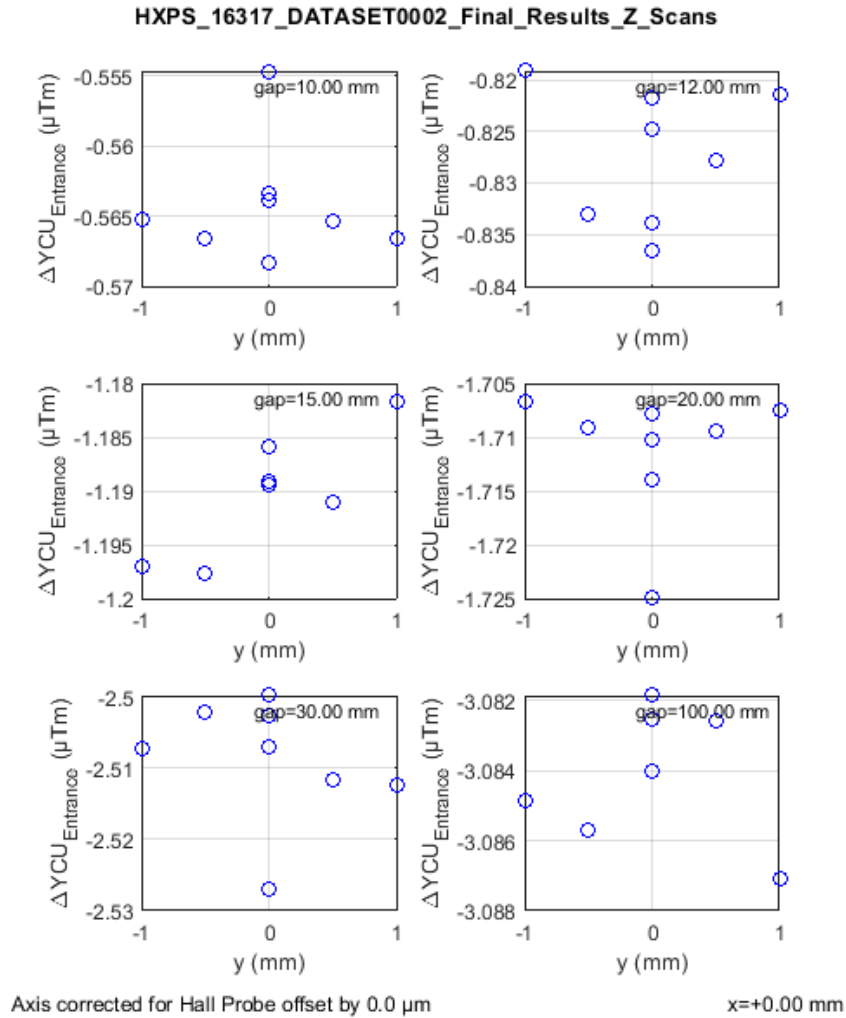 HXPS_16317_DATASET0002_Final_Results_Z_Scans
ΔYCU_Entrance (μTm)
-0.555
-0.56
-0.565
-0.57
gap=10.00 mm
-1 0 1
y (mm)
ΔYCU_Entrance (μTm)
-0.82
-0.825
-0.83
-0.835
-0.84
gap=12.00 mm
-1 0 1
y (mm)
ΔYCU_Entrance (μTm)
-1.18
-1.185
-1.19
-1.195
-1.2
gap=15.00 mm
-1 0 1
y (mm)
ΔYCU_Entrance (μTm)
-1.705
-1.71
-1.715
-1.72
-1.725
gap=20.00 mm
-1 0 1
y (mm)
ΔYCU_Entrance (μTm)
-2.5
-2.51
-2.52
-2.53
gap=30.00 mm
-1 0 1
y (mm)
ΔYCU_Entrance (μTm)
-3.082
-3.084
-3.086
-3.088
gap=100.00 mm
-1 0 1
y (mm)
Axis corrected for Hall Probe offset by 0.0 μm
x=+0.00 mm